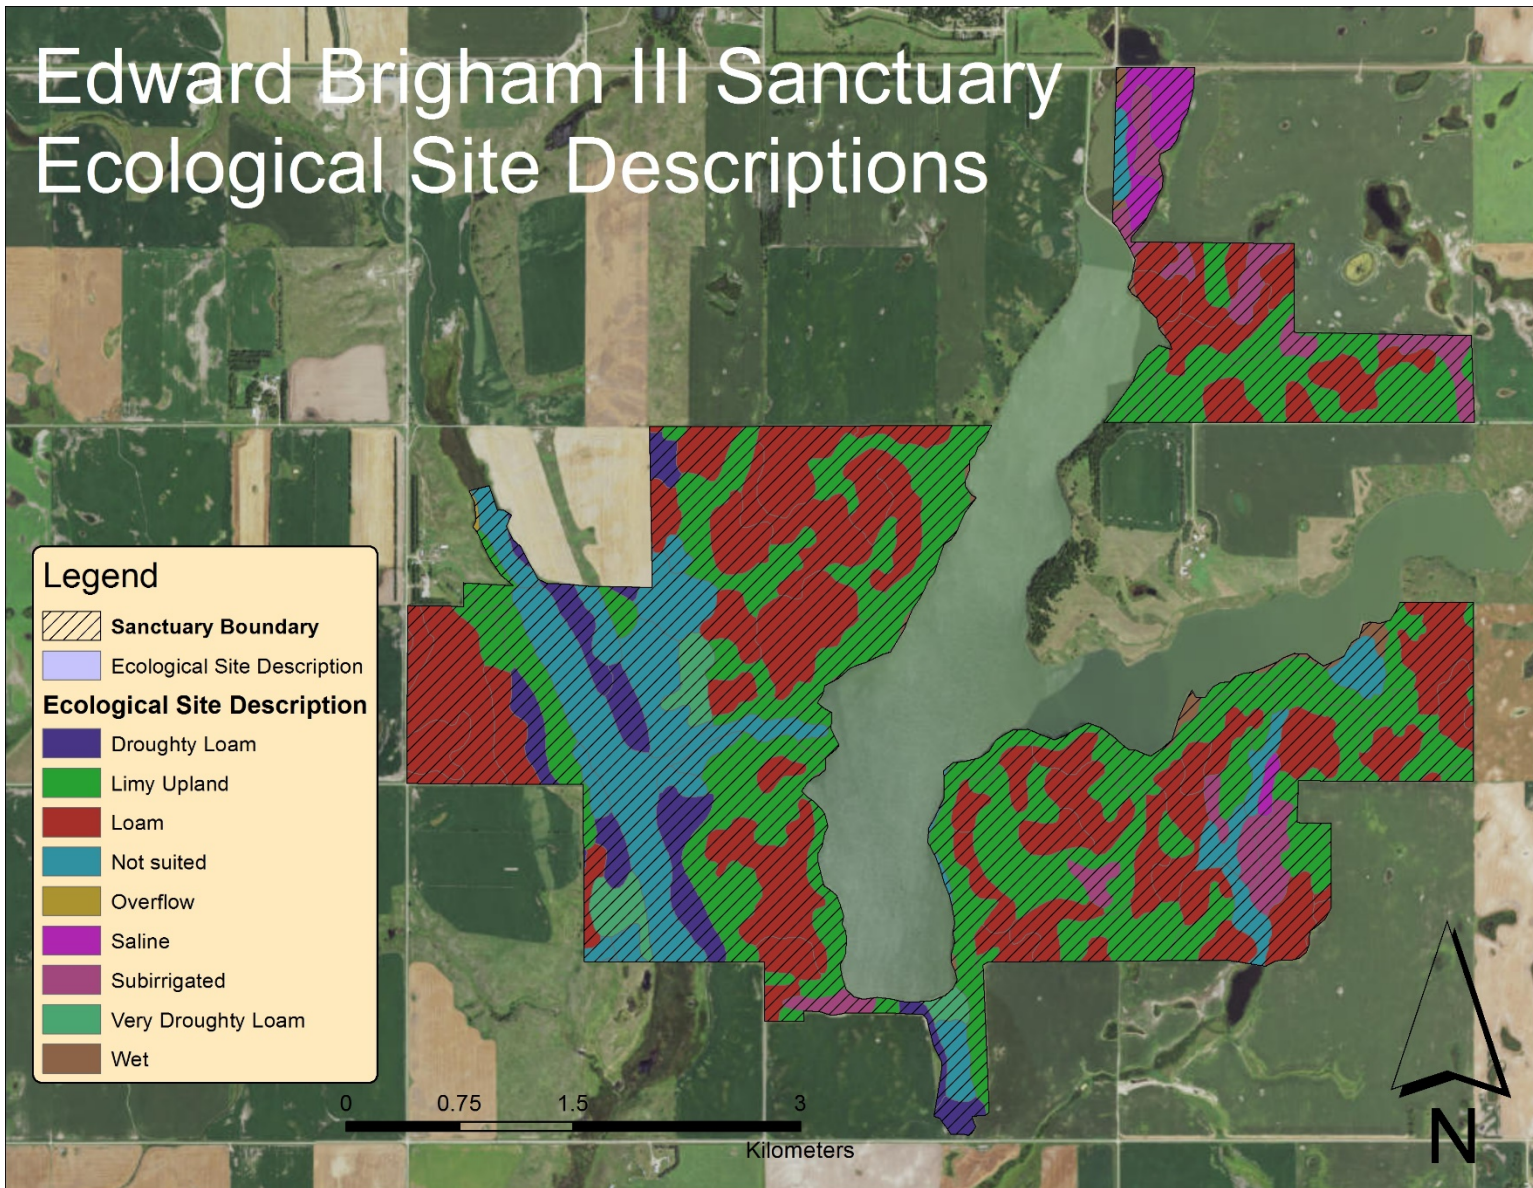 Edward Brigham III Sanctuary
Ecological Site Descriptions
Legend
Sanctuary Boundary
Ecological Site Description
Ecological Site Description
Droughty Loam
Limy Upland
Loam
Not suited
Overflow
Saline
Subirrigated
Very Droughty Loam
Wet
0 0.75 1.5 3
Kilometers
N